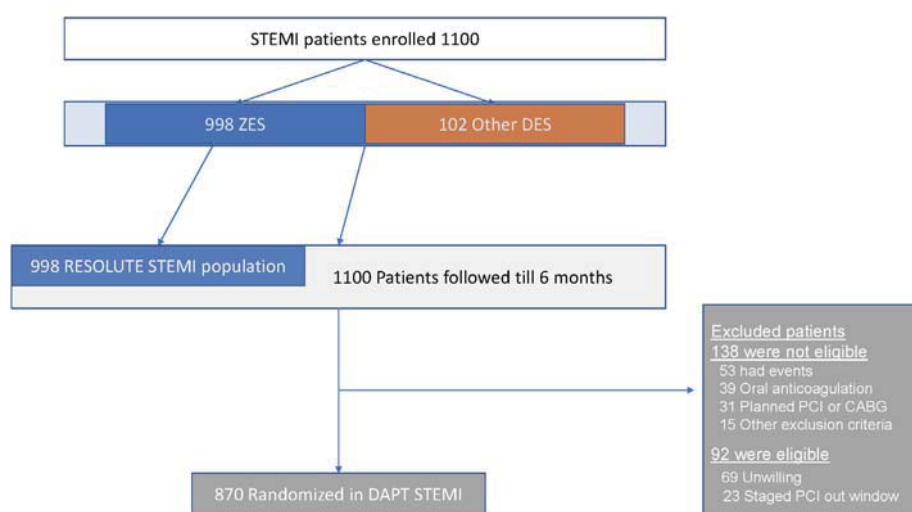 STEMI patients enrolled 1100
998 ZES
102 Other DES
998 RESOLUTE STEMI population
1100 Patients followed till 6 months
Excluded patients
138 were not eligible
53 had events
39 Oral anticoagulation
31 Planned PCI or CABG
15 Other exclusion criteria
92 were eligible
69 Unwilling
23 Staged PCI out window
870 Randomized in DAPT STEMI